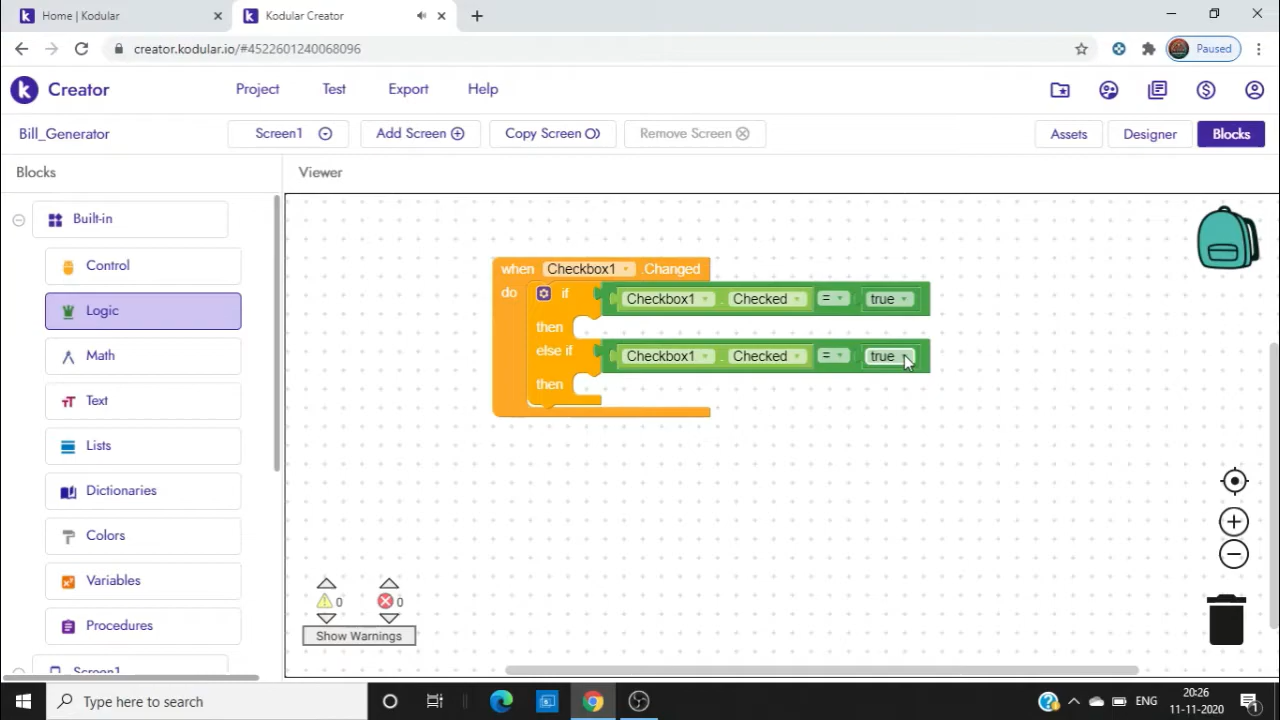 Home | Kodular
Kodular Creator
creator.kodular.io/#4522601240068096
Paused
Creator
Project
Test
Export
Help
Bill_Generator
Screen1
Add Screen
Copy Screen
Remove Screen
Assets
Designer
Blocks
Blocks
Viewer
Built-in
Control
Logic
Math
Text
Lists
Dictionaries
Colors
Variables
Procedures
Screen1
when Checkbox1 .Changed
do if Checkbox1 . Checked = true
then
else if Checkbox1 . Checked = true
then
0 0
Show Warnings
Type here to search
ENG
20:26
11-11-2020
1